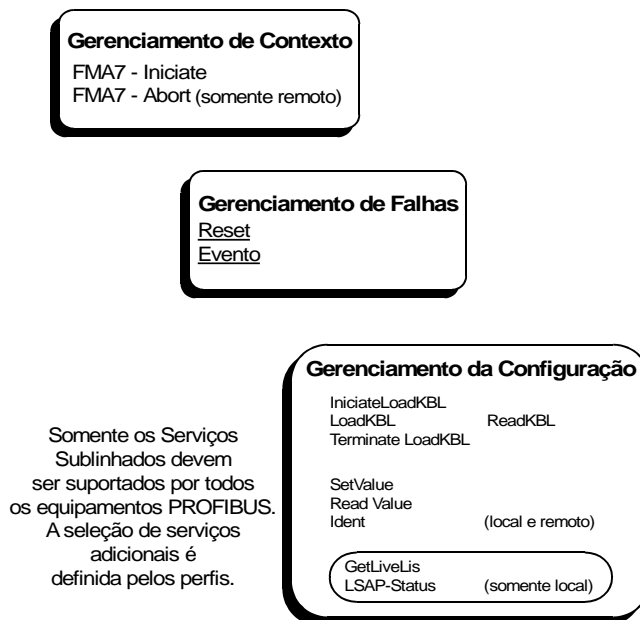 Gerenciamento de Contexto
FMA7 - Iniciate
FMA7 - Abort (somente remoto)
Gerenciamento de Falhas
Reset
Evento
Gerenciamento da Configuração
IniciateLoadKBL
LoadKBL ReadKBL
Terminate LoadKBL
SetValue
Read Value
Ident (local e remoto)
GetLiveLis
LSAP-Status (somente local)
Somente os Serviços
Sublinhados devem
ser suportados por todos
os equipamentos PROFIBUS.
A seleção de serviços
adicionais é
definida pelos perfis.